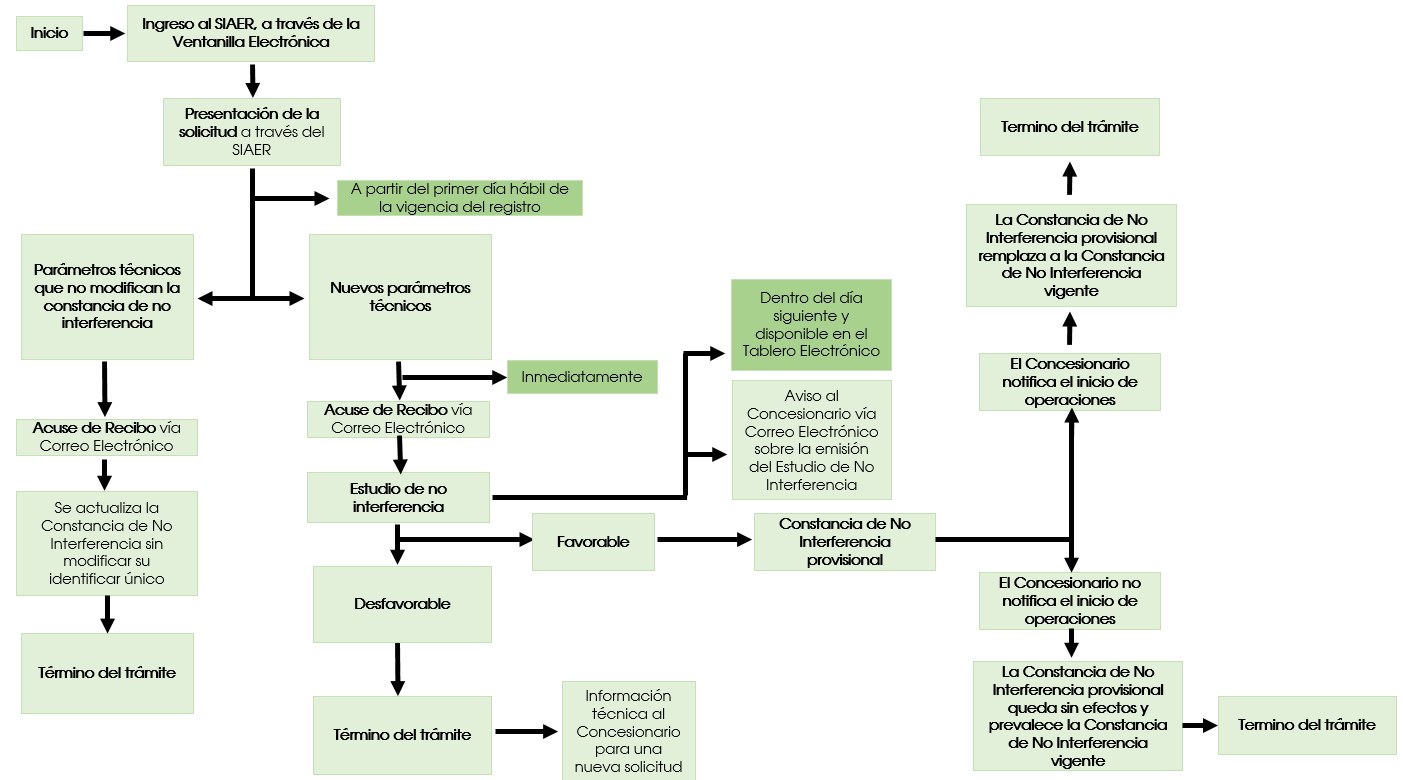 Inicio
Ingreso al SIAER, a través de la
Ventanilla Electrónica
Presentación de la
solicitud a través del
SIAER
A partir del primer día hábil de
la vigencia del registro
Parámetros técnicos
que no modifican la
constancia de no
interferencia
Nuevos parámetros
técnicos
Inmediatamente
Acuse de Recibo vía
Correo Electrónico
Acuse de Recibo vía
Correo Electrónico
Se actualiza la
Constancia de No
Interferencia sin
modificar su
identificar único
Término del trámite
Estudio de no
interferencia
Dentro del día
siguiente y
disponible en el
Tablero Electrónico
Aviso al
Concesionario vía
Correo Electrónico
sobre la emisión
del Estudio de No
Interferencia
Favorable
Constancia de No
Interferencia
provisional
Desfavorable
Término del trámite
Información
técnica al
Concesionario
para una
nueva solicitud
Termino del trámite
La Constancia de No
Interferencia provisional
remplaza a la Constancia
de No Interferencia
vigente
El Concesionario
notifica el inicio de
operaciones
El Concesionario no
notifica el inicio de
operaciones
La Constancia de No
Interferencia provisional
queda sin efectos y
prevalece la Constancia
de No Interferencia
vigente
Termino del trámite